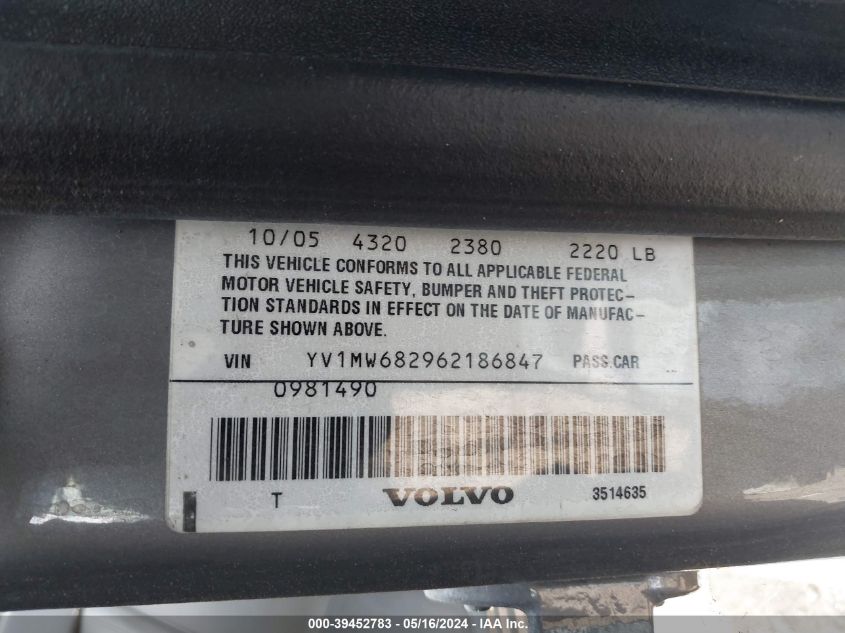 10/05 4320 2380 2220 LB
THIS VEHICLE CONFORMS TO ALL APPLICABLE FEDERAL
MOTOR VEHICLE SAFETY, BUMPER AND THEFT PROTEC-
TION STANDARDS IN EFFECT ON THE DATE OF MANUFAC-
TURE SHOWN ABOVE.
VIN YV1MW682962186847 PASS.CAR
0981490
T VOLVO 3514635
000-39452783 - 05/16/2024 - IAAI.com